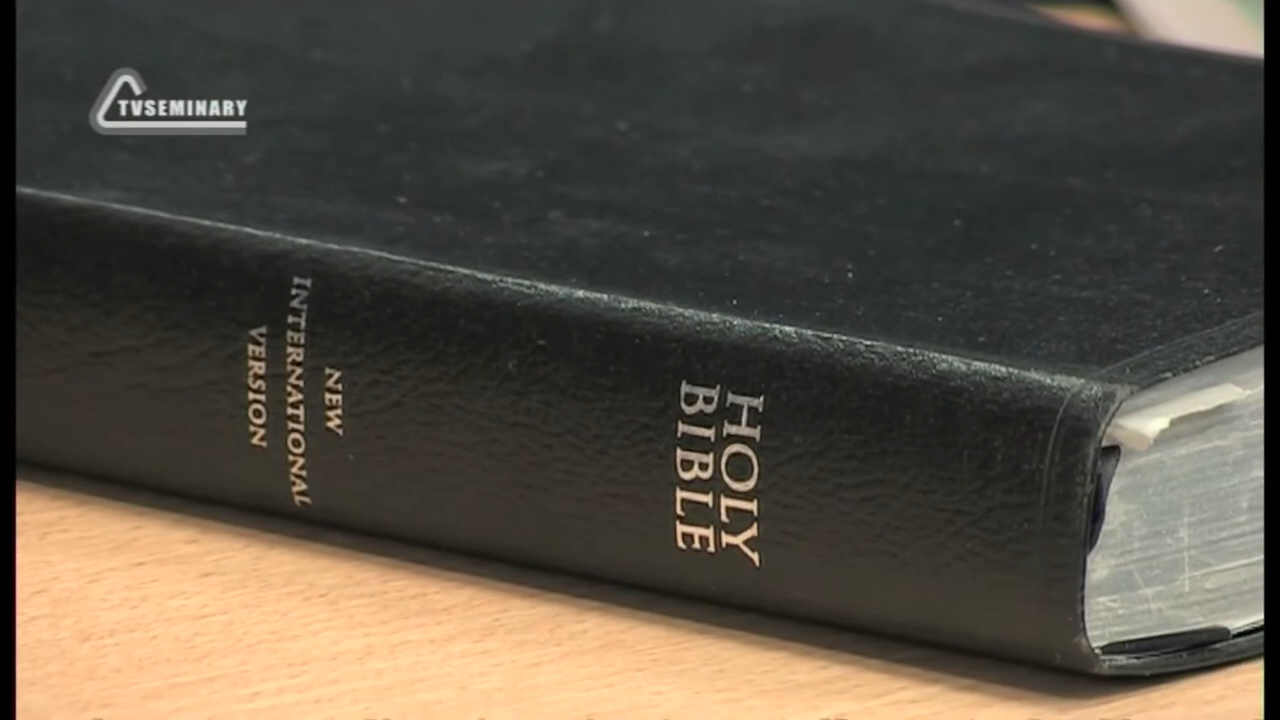 TVSEMINARY
HOLY
BIBLE
NEW
INTERNATIONAL
VERSION